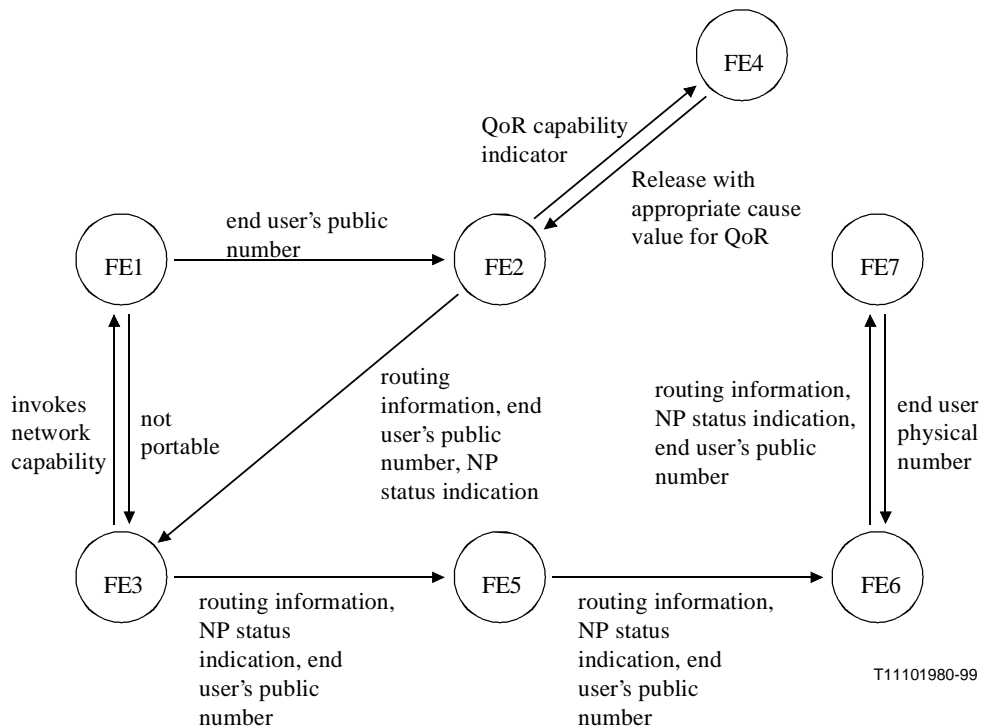 FE4
QoR capability
indicator
Release with
appropriate cause
value for QoR
end user's public
number
FE1
FE2
FE7
invokes
network
capability
not
portable
routing
information, end
user's public
number, NP
status indication
routing information,
NP status indication,
end user's public
number
end user
physical
number
FE3
FE5
FE6
routing information,
NP status
indication, end
user's public
number
routing information,
NP status
indication, end
user's public
number
T11101980-99